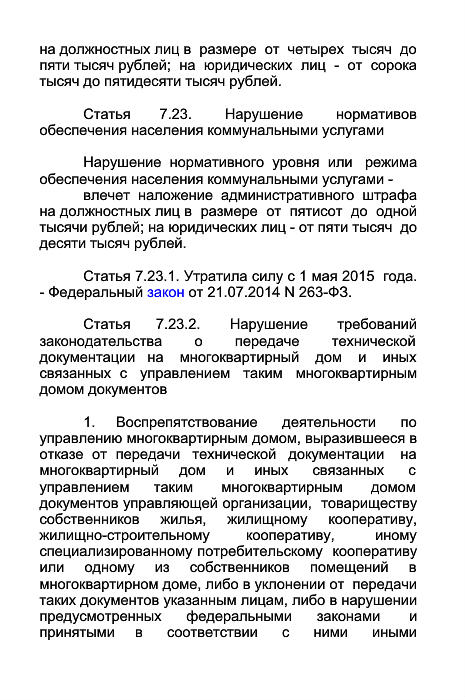 на должностных лиц в размере от четырех тысяч до
пяти тысяч рублей; на юридических лиц - от сорока
тысяч до пятидесяти тысяч рублей.
Статья 7.23. Нарушение нормативов
обеспечения населения коммунальными услугами
Нарушение нормативного уровня или режима
обеспечения населения коммунальными услугами -
влечет наложение административного штрафа
на должностных лиц в размере от пятисот до одной
тысячи рублей; на юридических лиц - от пяти тысяч до
десяти тысяч рублей.
Статья 7.23.1. Утратила силу с 1 мая 2015 года.
- Федеральный закон от 21.07.2014 N 263-ФЗ.
Статья 7.23.2. Нарушение требований
законодательства о передаче технической
документации на многоквартирный дом и иных
связанных с управлением таким многоквартирным
домом документов
1. Воспрепятствование деятельности по
управлению многоквартирным домом, выразившееся в
отказе от передачи технической документации на
многоквартирный дом и иных связанных с
управлением таким многоквартирным домом
документов управляющей организации, товариществу
собственников жилья, жилищному кооперативу,
жилищно-строительному кооперативу, иному
специализированному потребительскому кооперативу
или одному из собственников помещений в
многоквартирном доме, либо в уклонении от передачи
таких документов указанным лицам, либо в нарушении
предусмотренных федеральными законами и
принятыми в соответствии с ними иными